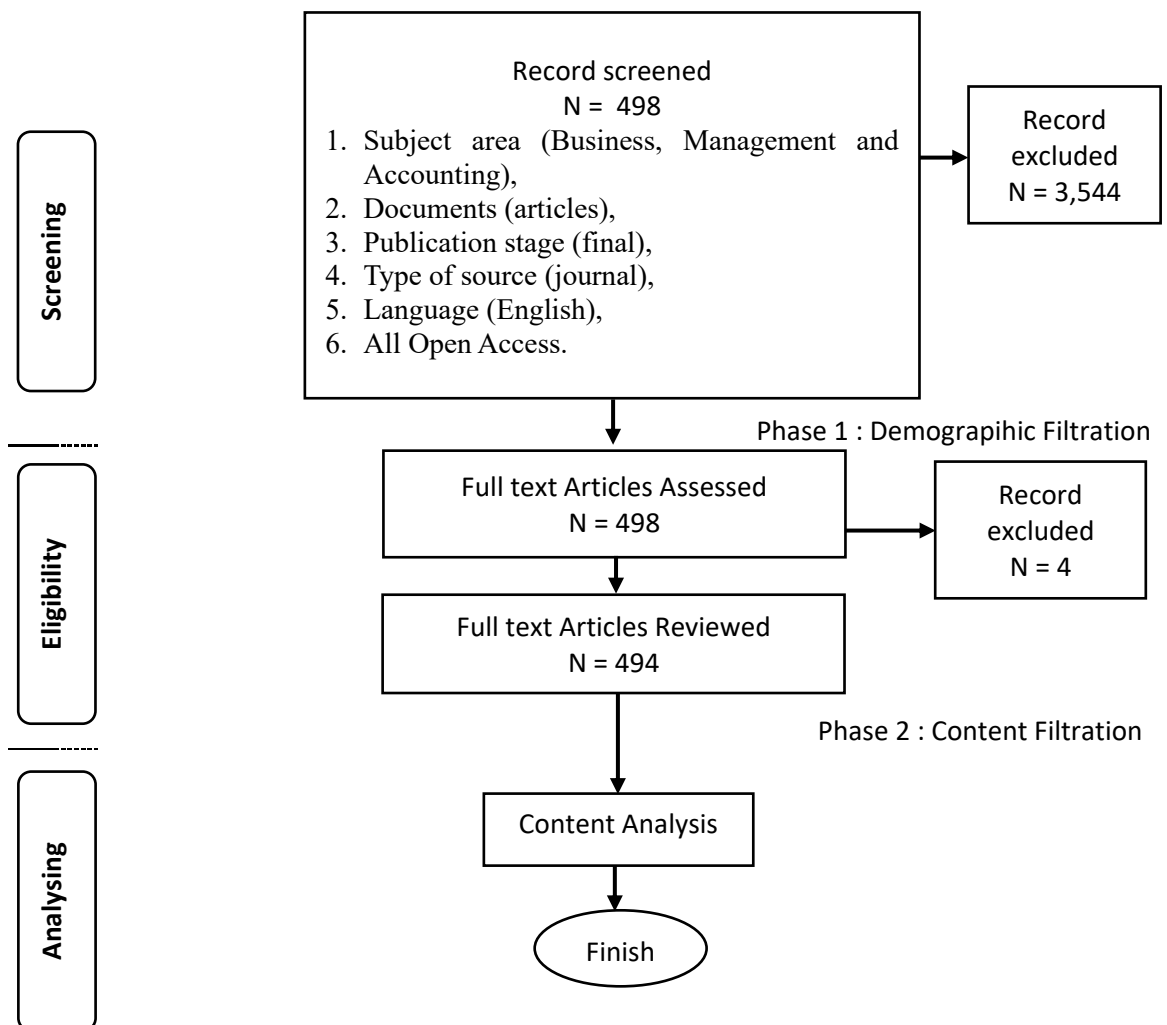 Screening
Record screened
N = 498
1. Subject area (Business, Management and
Accounting),
2. Documents (articles),
3. Publication stage (final),
4. Type of source (journal),
5. Language (English),
6. All Open Access.
Record
excluded
N = 3,544
Phase 1 : Demograpihic Filtration
Eligibility
Full text Articles Assessed
N = 498
Record
excluded
N = 4
Full text Articles Reviewed
N = 494
Phase 2 : Content Filtration
Analysing
Content Analysis
Finish